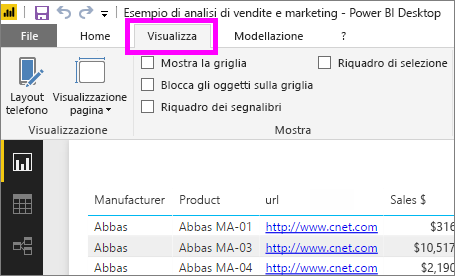 Esempio di analisi di vendite e marketing - Power BI Desktop
File Home Visualizza Modellazione ?
Layout telefono
Visualizzazione pagina
Visualizzazione
Mostra la griglia
Blocca gli oggetti sulla griglia
Riquadro dei segnalibri
Riquadro di selezione
Mostra
Manufacturer Product url Sales $
Abbas Abbas MA-01 http://www.cnet.com $316
Abbas Abbas MA-03 http://www.cnet.com $10,517
Abbas Abbas MA-04 http://www.cnet.com $2,190